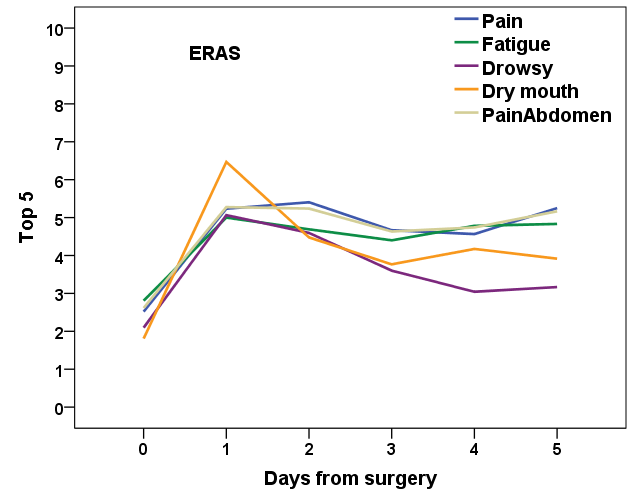 ERAS
Pain
Fatigue
Drowsy
Dry mouth
PainAbdomen
Top 5
10
9
8
7
6
5
4
3
2
1
0
0 1 2 3 4 5
Days from surgery